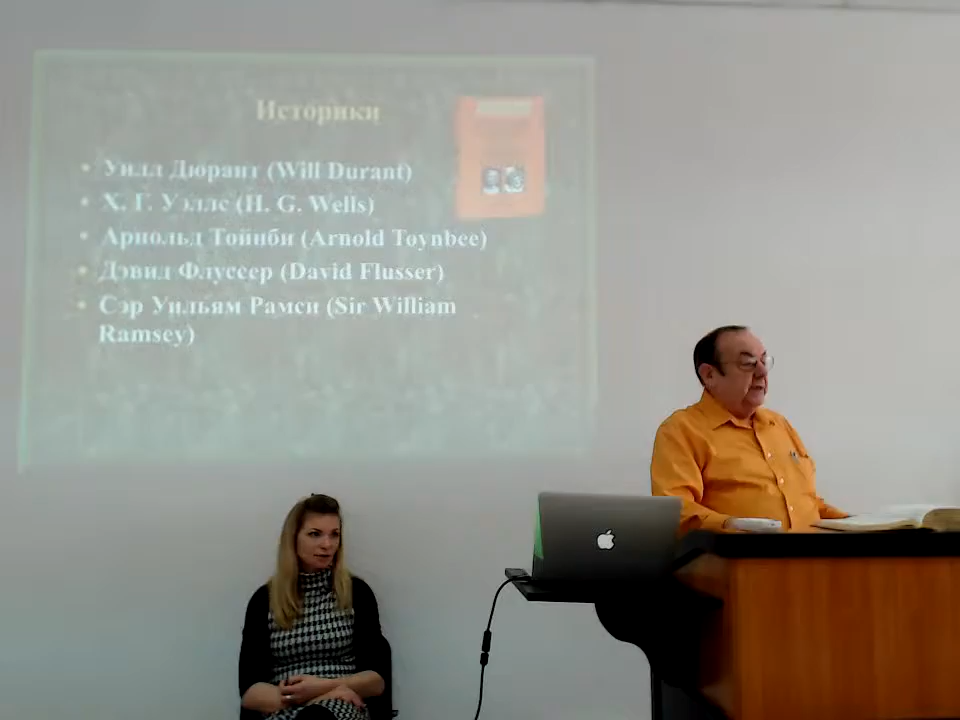 Историки
• Уилл Дюрант (Will Durant)
• Х. Г. Уэллс (H. G. Wells)
• Арнольд Тойнби (Arnold Toynbee)
• Дэвид Флуссер (David Flusser)
• Сэр Уильям Рамси (Sir William
Ramsey)